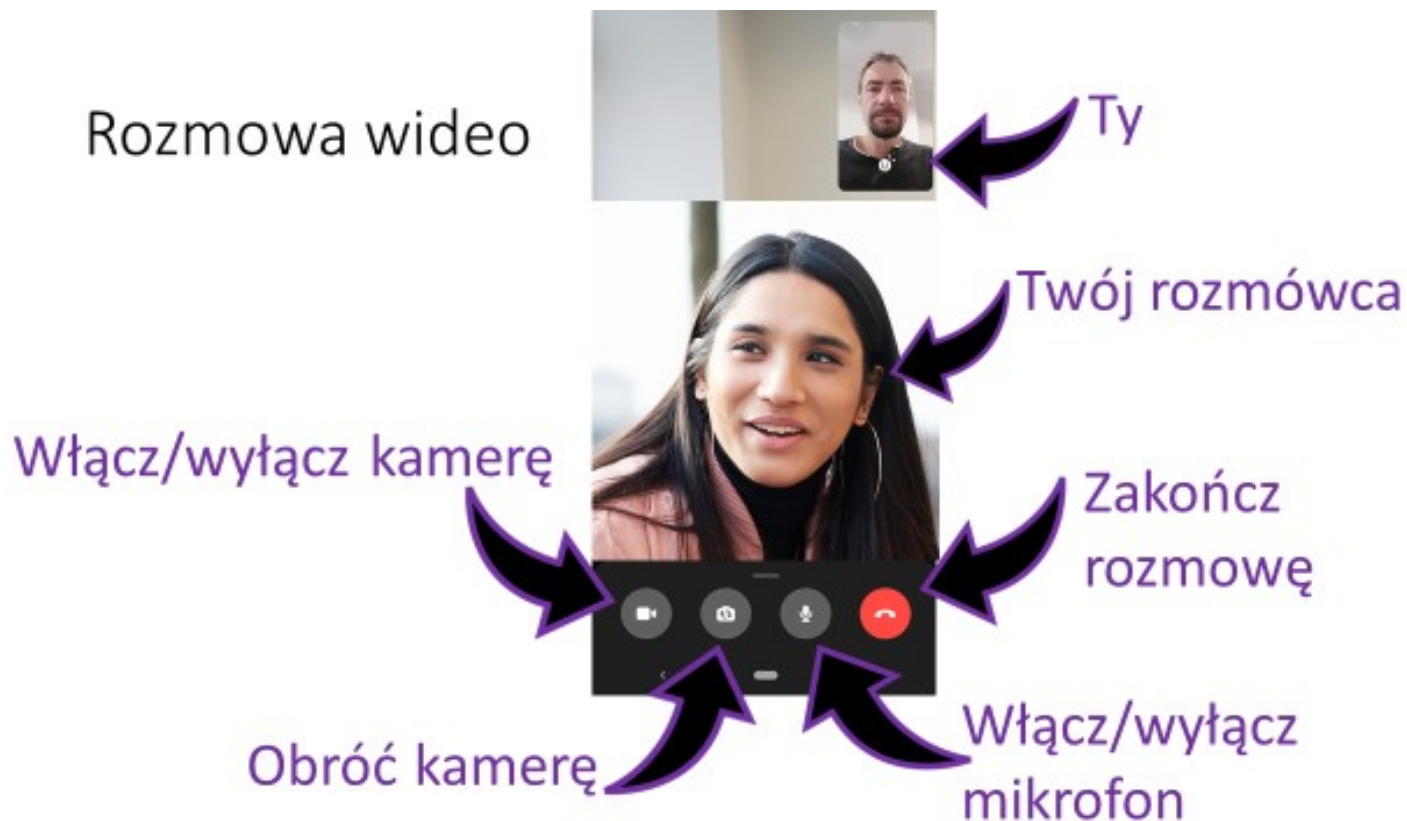 Rozmowa wideo
Ty
Twój rozmówca
Włącz/wyłącz kamerę
Zakończ
rozmowę
Obróć kamerę
Włącz/wyłącz
mikrofon